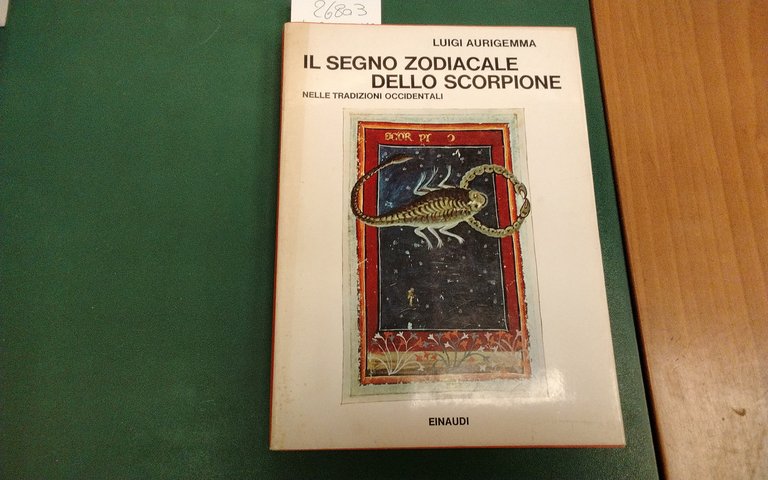 26803
LUIGI AURIGEMMA
IL SEGNO ZODIACALE
DELLO SCORPIONE
NELLE TRADIZIONI OCCIDENTALI
SCOR PI O
EINAUDI